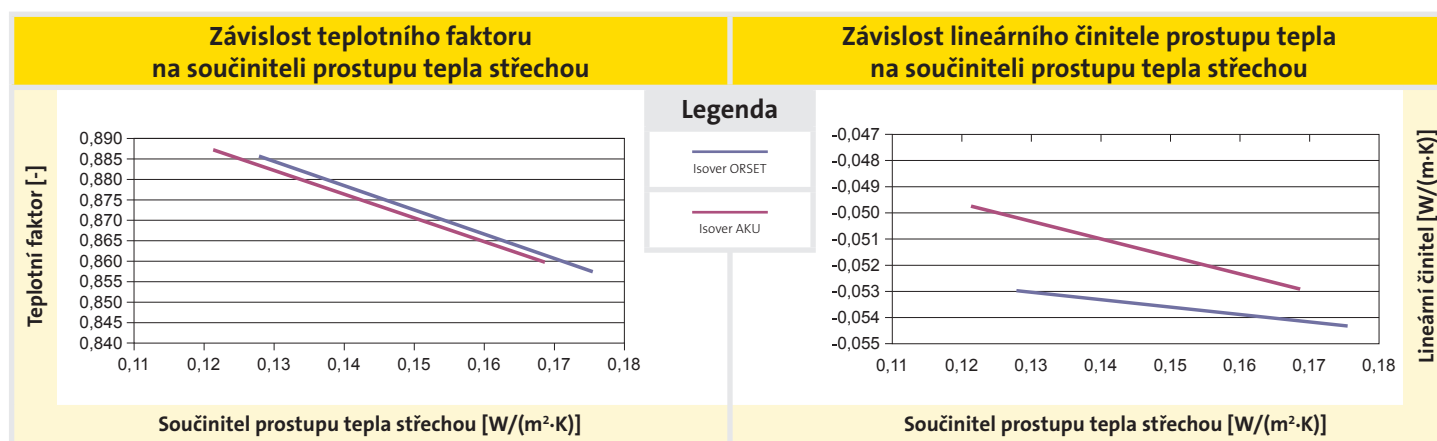 Závislost teplotního faktoru
na součiniteli prostupu tepla střechou
Závislost lineárního činitele prostupu tepla
na součiniteli prostupu tepla střechou
Teplotní faktor [-]
0,890
0,885
0,880
0,875
0,870
0,865
0,860
0,855
0,850
0,845
0,840
0,11 0,12 0,13 0,14 0,15 0,16 0,17 0,18
Součinitel prostupu tepla střechou [W/(m²·K)]
Legenda
Isover ORSET
Isover AKU
-0,047
-0,048
-0,049
-0,050
-0,051
-0,052
-0,053
-0,054
-0,055
0,11 0,12 0,13 0,14 0,15 0,16 0,17 0,18
Lineární činitel [W/(m·K)]
Součinitel prostupu tepla střechou [W/(m²·K)]